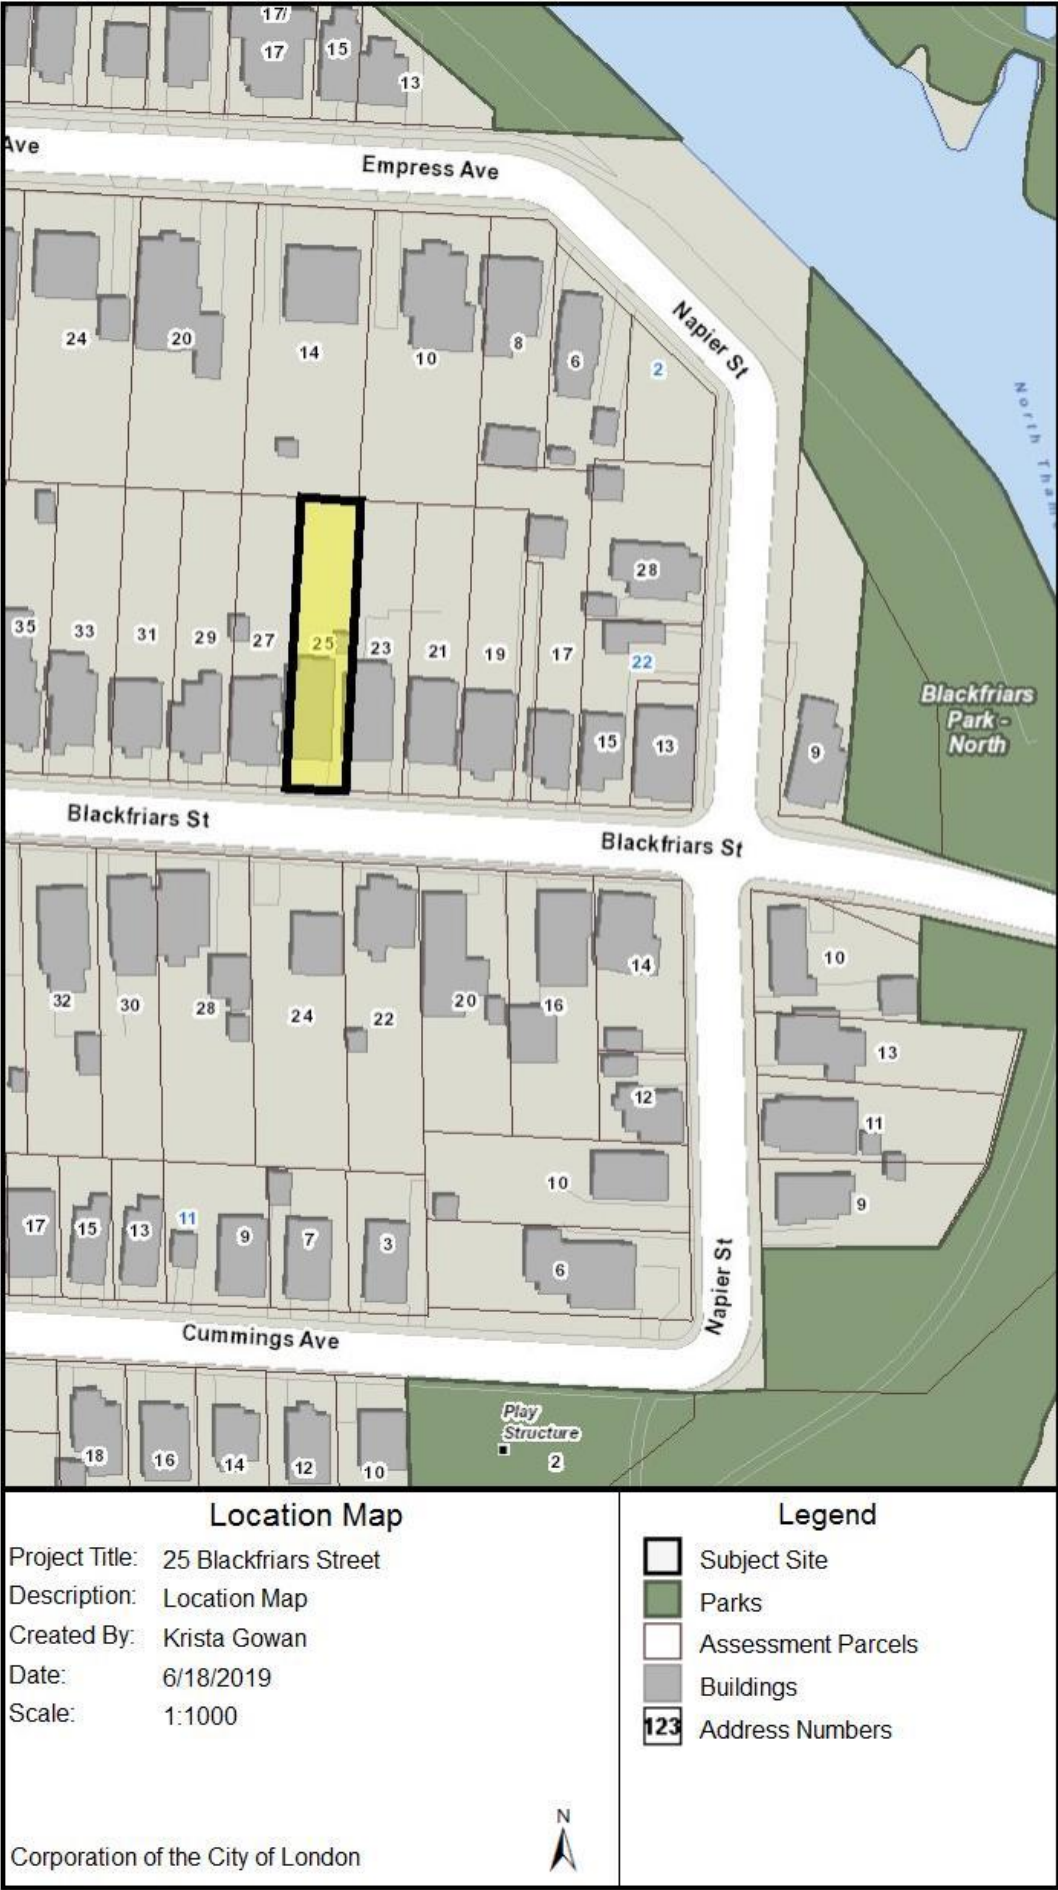 17/
17
15
13
Ave
Empress Ave
24
20
14
10
8
6
2
Napier St
North Tham
35
33
31
29
27
25
23
21
19
17
28
22
15
13
9
Blackfriars
Park -
North
Blackfriars St
Blackfriars St
32
30
28
24
22
20
16
14
12
10
13
11
9
10
6
17
15
13
11
9
7
3
Napier St
Cummings Ave
18
16
14
12
10
Play
Structure
2
Location Map
Project Title: 25 Blackfriars Street
Description: Location Map
Created By: Krista Gowan
Date: 6/18/2019
Scale: 1:1000
N
Corporation of the City of London
Legend
Subject Site
Parks
Assessment Parcels
Buildings
123 Address Numbers